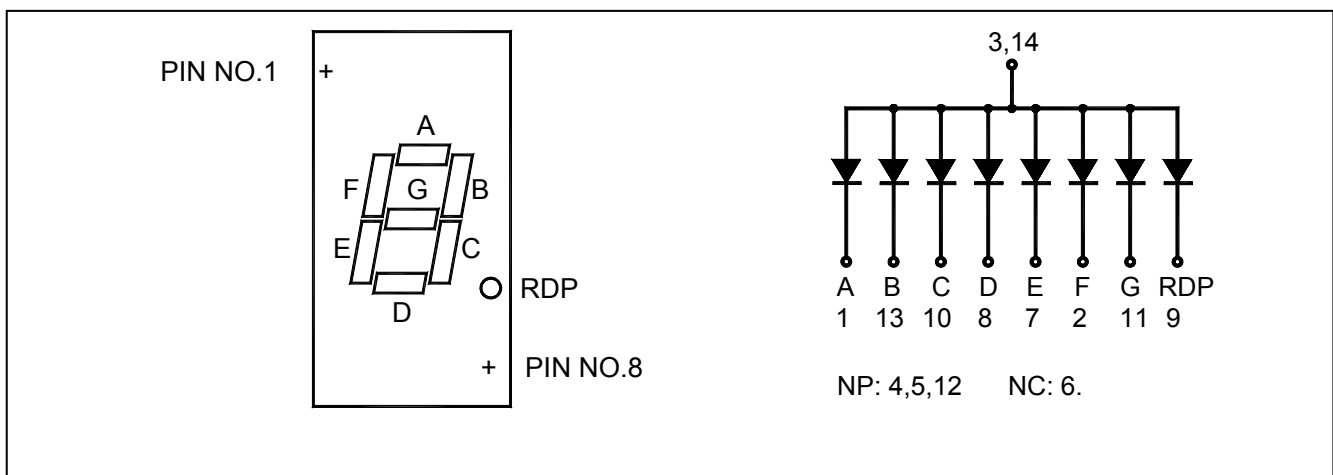 PIN NO.1 +
A
F G B
E C
D
RDP
+ PIN NO.8
3,14
A B C D E F G RDP
1 13 10 8 7 2 11 9
NP: 4,5,12 NC: 6.